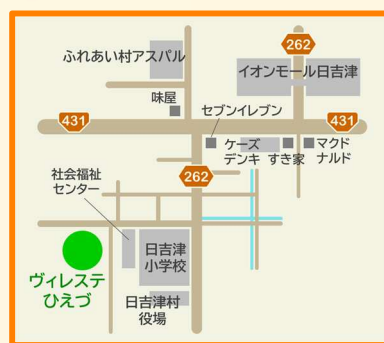 262
ふれあい村アスパル
イオンモール日吉津
味屋
セブンイレブン
431
431
ケーズ
デンキ
すき家
マクド
ナルド
社会福祉
センター
262
日吉津
小学校
ヴィレステ
ひえづ
日吉津村
役場